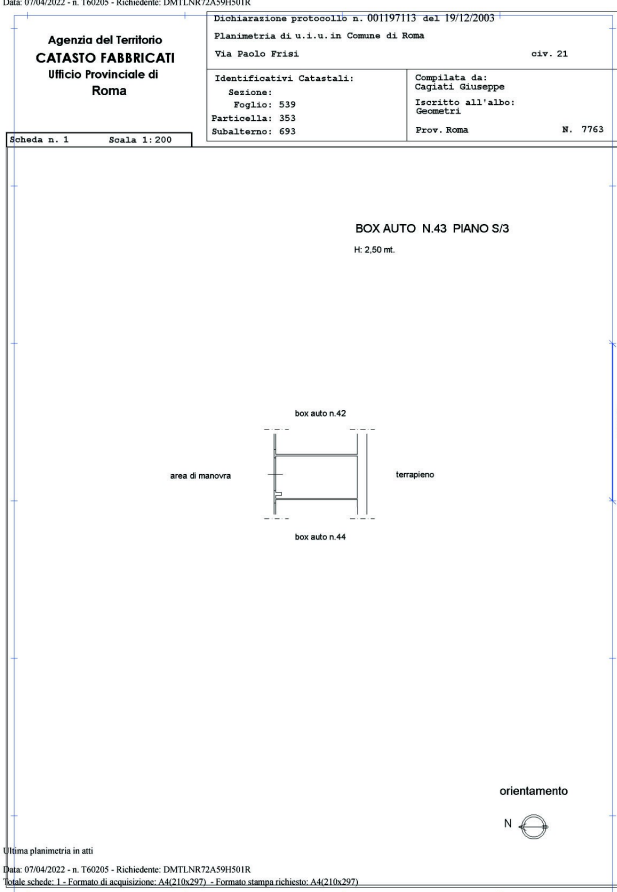 Data: 07/04/2022 - n. T60205 - Richiedente: DMTLNR72A59H501R
Agenzia del Territorio
CATASTO FABBRICATI
Ufficio Provinciale di
Roma
Dichiarazione protocollo n. 001197113 del 19/12/2003
Planimetria di u.i.u. in Comune di Roma
Via Paolo Frisi civ. 21
Identificativi Catastali:
Sezione:
Foglio: 539
Particella: 353
Subalterno: 693
Compilata da:
Cagiati Giuseppe
Iscritto all'albo:
Geometri
Prov. Roma N. 7763
Scheda n. 1 Scala 1:200
BOX AUTO N.43 PIANO S/3
H: 2,50 mt.
box auto n.42
area di manovra
terrapieno
box auto n.44
orientamento
N
Ultima planimetria in atti
Data: 07/04/2022 - n. T60205 - Richiedente: DMTLNR72A59H501R
Totale schede: 1 - Formato di acquisizione: A4(210x297) - Formato stampa richiesto: A4(210x297)